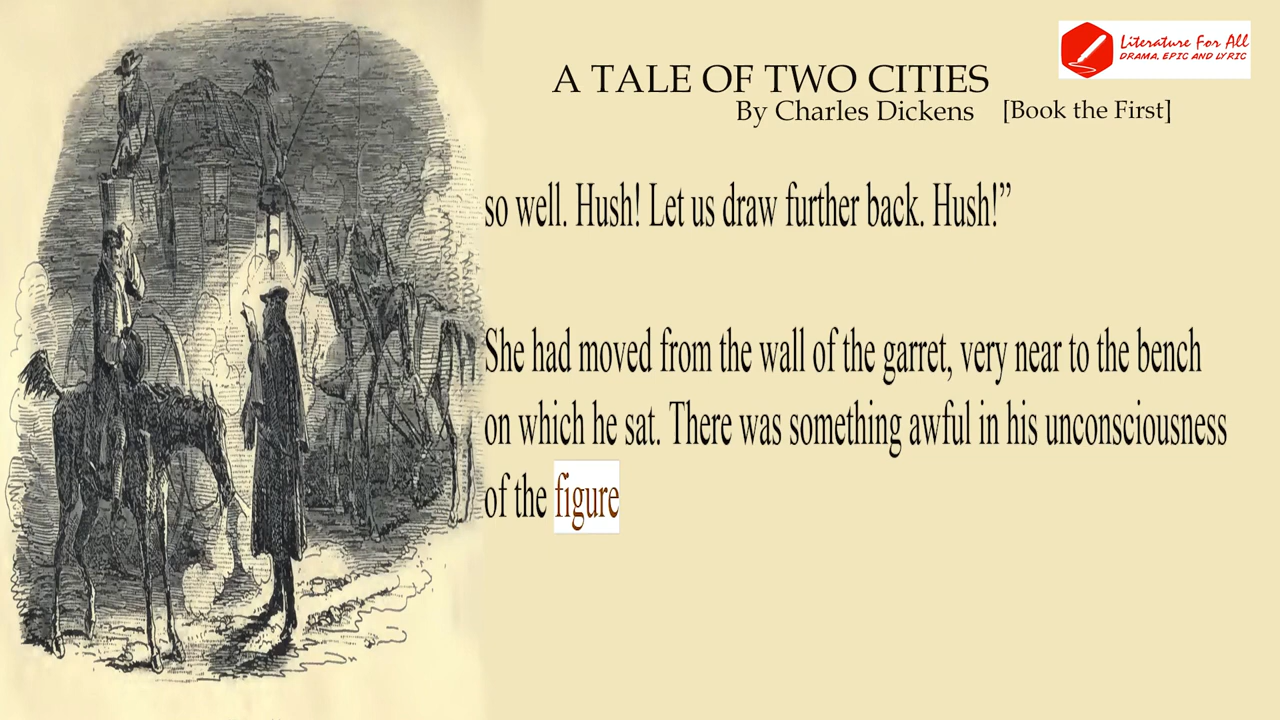 Literature For All
DRAMA, EPIC AND LYRIC
A TALE OF TWO CITIES
By Charles Dickens [Book the First]
so well. Hush! Let us draw further back. Hush!”
She had moved from the wall of the garret, very near to the bench
on which he sat. There was something awful in his unconsciousness
of the figure